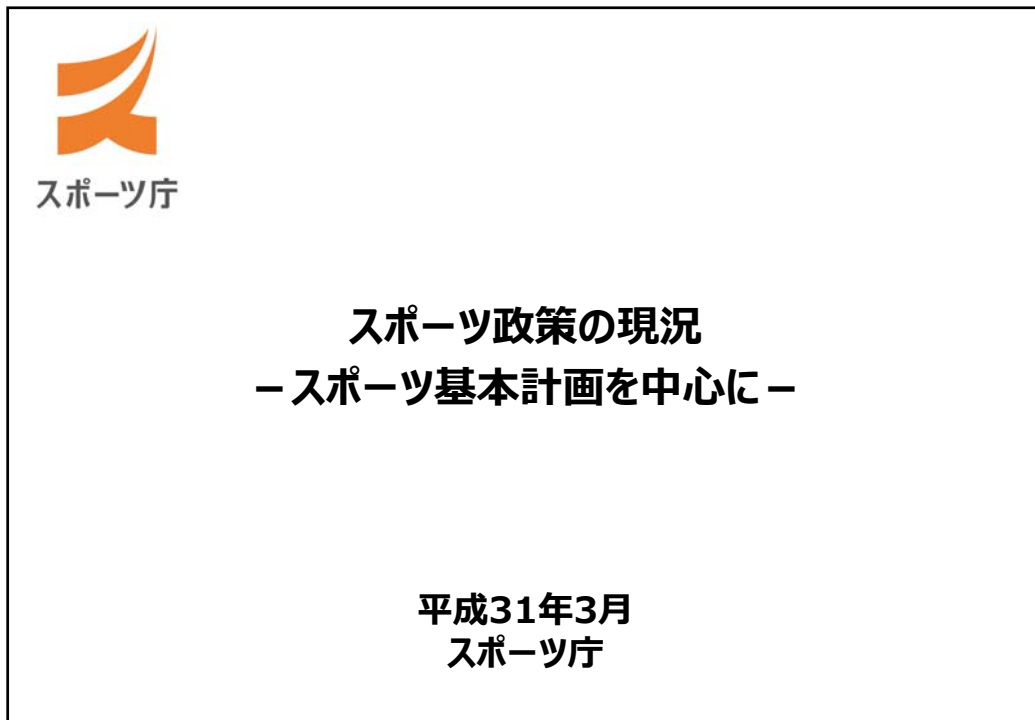 スポーツ庁
スポーツ政策の現況
－スポーツ基本計画を中心に－
平成31年3月
スポーツ庁